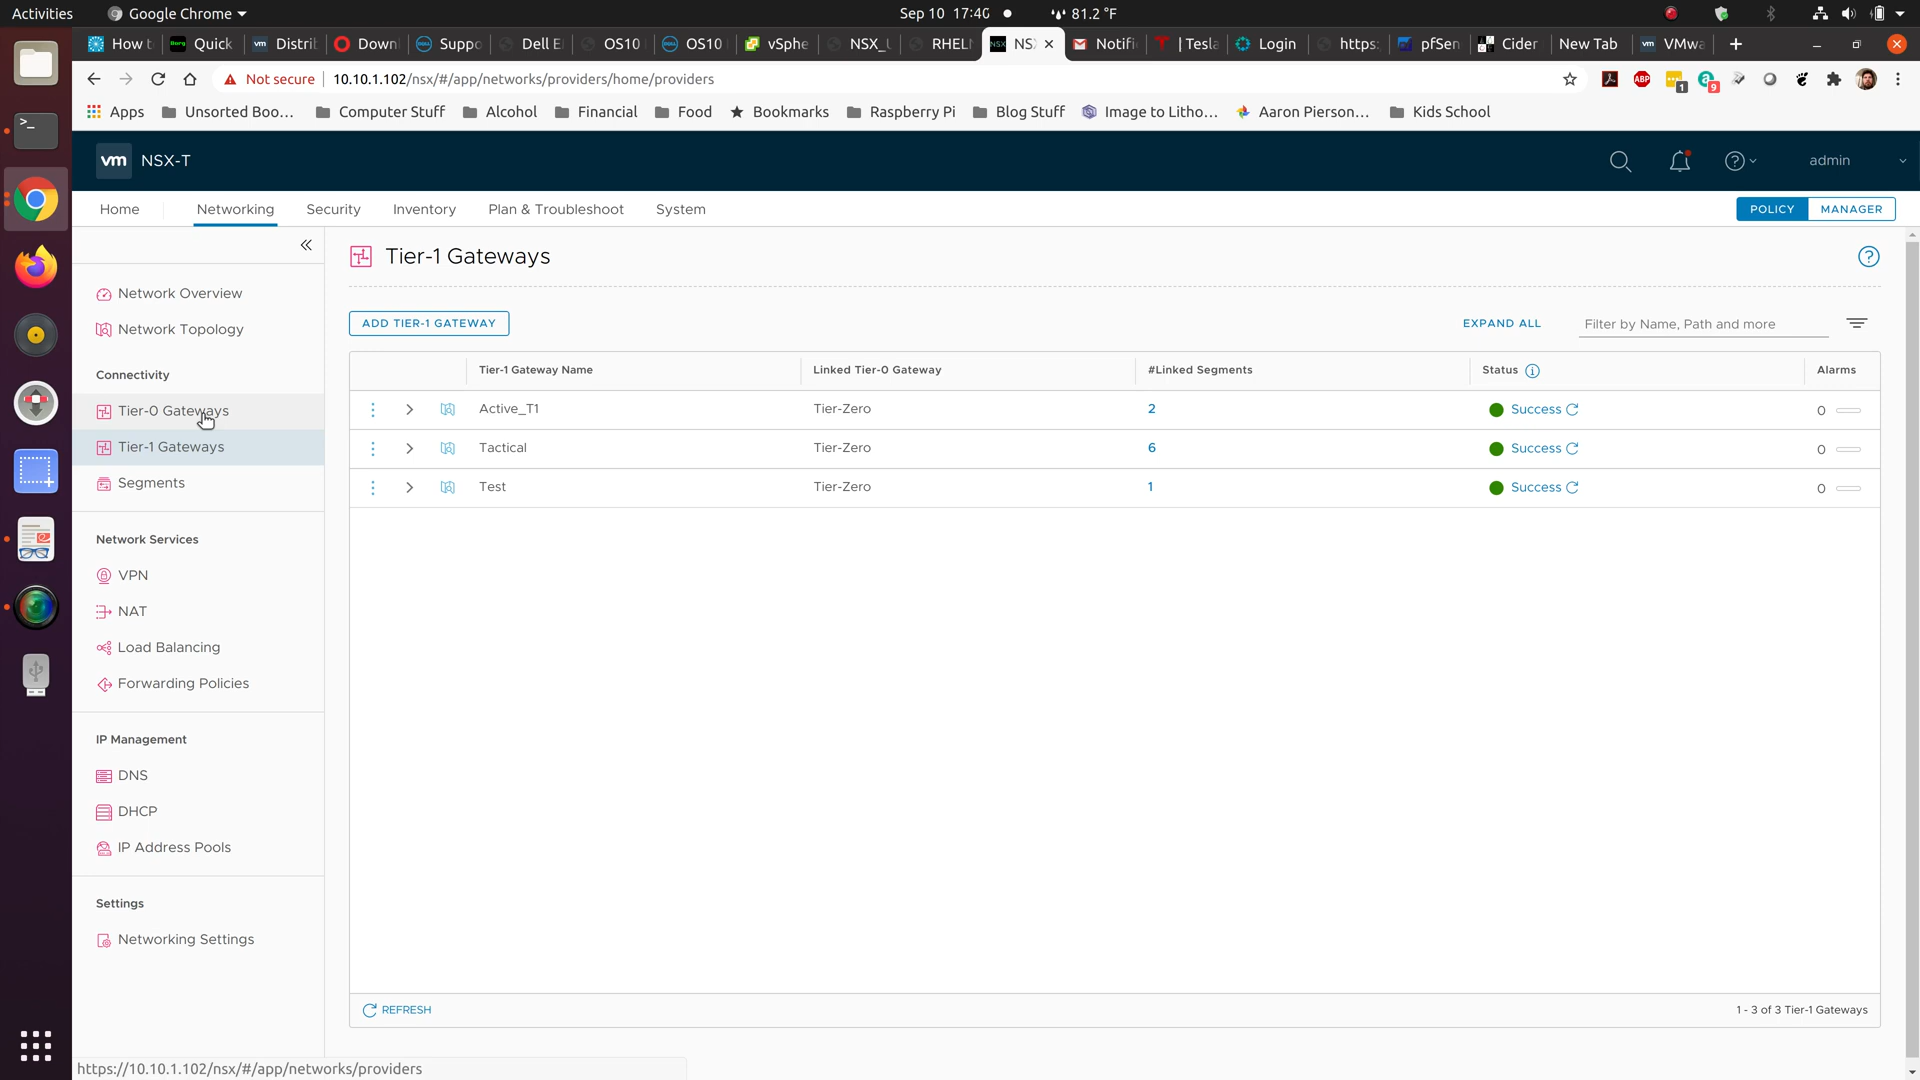 Activities
Google Chrome
Sep 10 17:40
81.2 °F
How t
Quick
Distri
Down
Suppo
Dell E
OS10
OS10
vSphe
NSX_U
RHELN
NS
Notifi
| Tesla
Login
https:
pfSen
Cider
New Tab
VMwa
Not secure
10.10.1.102/nsx/#/app/networks/providers/home/providers
ABP
1
9
Apps
Unsorted Boo...
Computer Stuff
Alcohol
Financial
Food
Bookmarks
Raspberry Pi
Blog Stuff
Image to Litho...
Aaron Pierson...
Kids School
vm
NSX-T
admin
Home
Networking
Security
Inventory
Plan & Troubleshoot
System
POLICY
MANAGER
Network Overview
Network Topology
Connectivity
Tier-0 Gateways
Tier-1 Gateways
Segments
Network Services
VPN
NAT
Load Balancing
Forwarding Policies
IP Management
DNS
DHCP
IP Address Pools
Settings
Networking Settings
Tier-1 Gateways
ADD TIER-1 GATEWAY
EXPAND ALL
Filter by Name, Path and more
Tier-1 Gateway Name
Linked Tier-0 Gateway
#Linked Segments
Status
Alarms
Active_T1
Tier-Zero
2
Success
0
Tactical
Tier-Zero
6
Success
0
Test
Tier-Zero
1
Success
0
REFRESH
1 - 3 of 3 Tier-1 Gateways
https://10.10.1.102/nsx/#/app/networks/providers